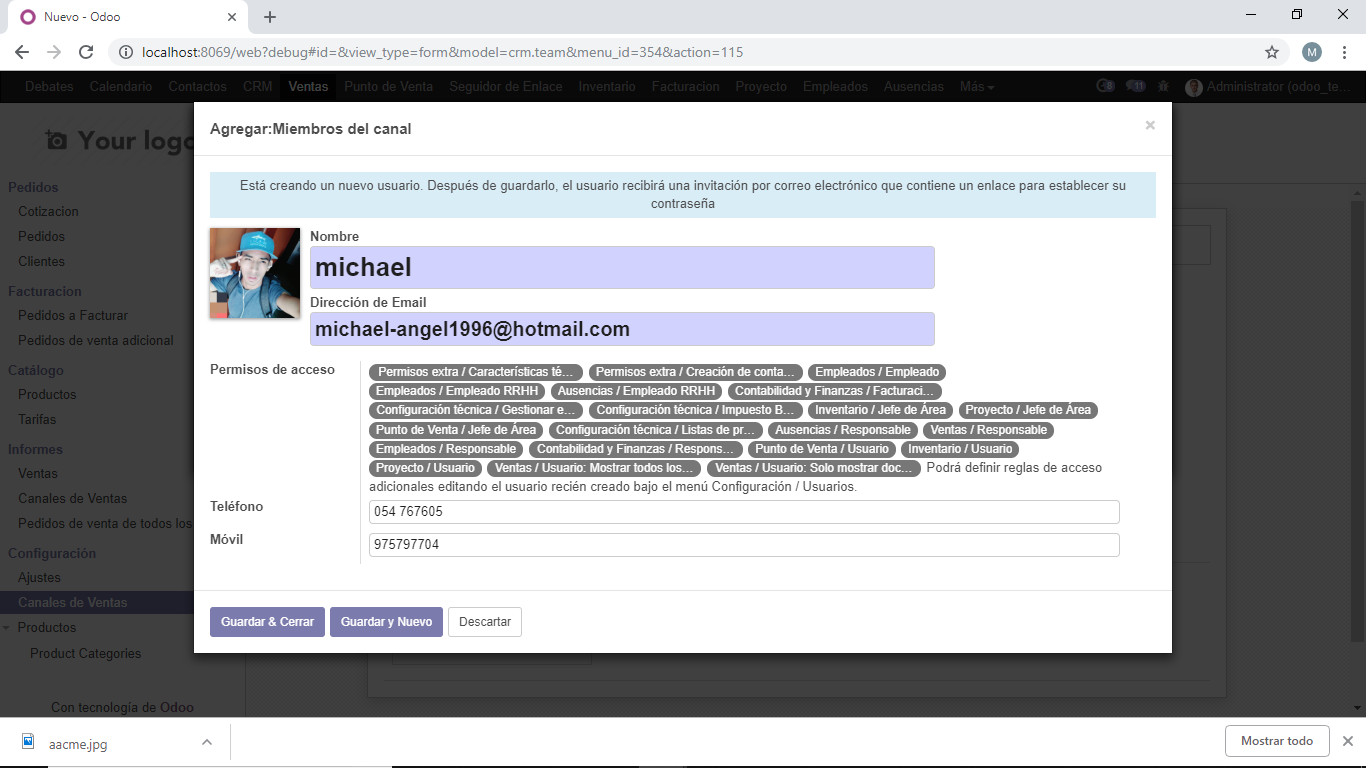 Nuevo - Odoo
localhost:8069/web?debug#id=&view_type=form&model=crm.team&menu_id=354&action=115
M
Debates Calendario Contactos CRM Ventas Punto de Venta Seguidor de Enlace Inventario Facturacion Proyecto Empleados Ausencias Más 8 11 Administrator (odoo_te...
Your logo
Pedidos
Cotizacion
Pedidos
Clientes
Facturacion
Pedidos a Facturar
Pedidos de venta adicional
Catálogo
Productos
Tarifas
Informes
Ventas
Canales de Ventas
Pedidos de venta de todos los
Configuración
Ajustes
Canales de Ventas
Productos
Product Categories
Con tecnología de Odoo
Agregar:Miembros del canal ×
Está creando un nuevo usuario. Después de guardarlo, el usuario recibirá una invitación por correo electrónico que contiene un enlace para establecer su
contraseña
Nombre
michael
Dirección de Email
michael-angel1996@hotmail.com
Permisos de acceso
Permisos extra / Características té... Permisos extra / Creación de conta... Empleados / Empleado
Empleados / Empleado RRHH Ausencias / Empleado RRHH Contabilidad y Finanzas / Facturaci...
Configuración técnica / Gestionar e... Configuración técnica / Impuesto B... Inventario / Jefe de Área Proyecto / Jefe de Área
Punto de Venta / Jefe de Área Configuración técnica / Listas de pr... Ausencias / Responsable Ventas / Responsable
Empleados / Responsable Contabilidad y Finanzas / Respons... Punto de Venta / Usuario Inventario / Usuario
Proyecto / Usuario Ventas / Usuario: Mostrar todos los... Ventas / Usuario: Solo mostrar doc... Podrá definir reglas de acceso
adicionales editando el usuario recién creado bajo el menú Configuración / Usuarios.
Teléfono 054 767605
Móvil 975797704
Guardar & Cerrar Guardar y Nuevo Descartar
aacme.jpg Mostrar todo